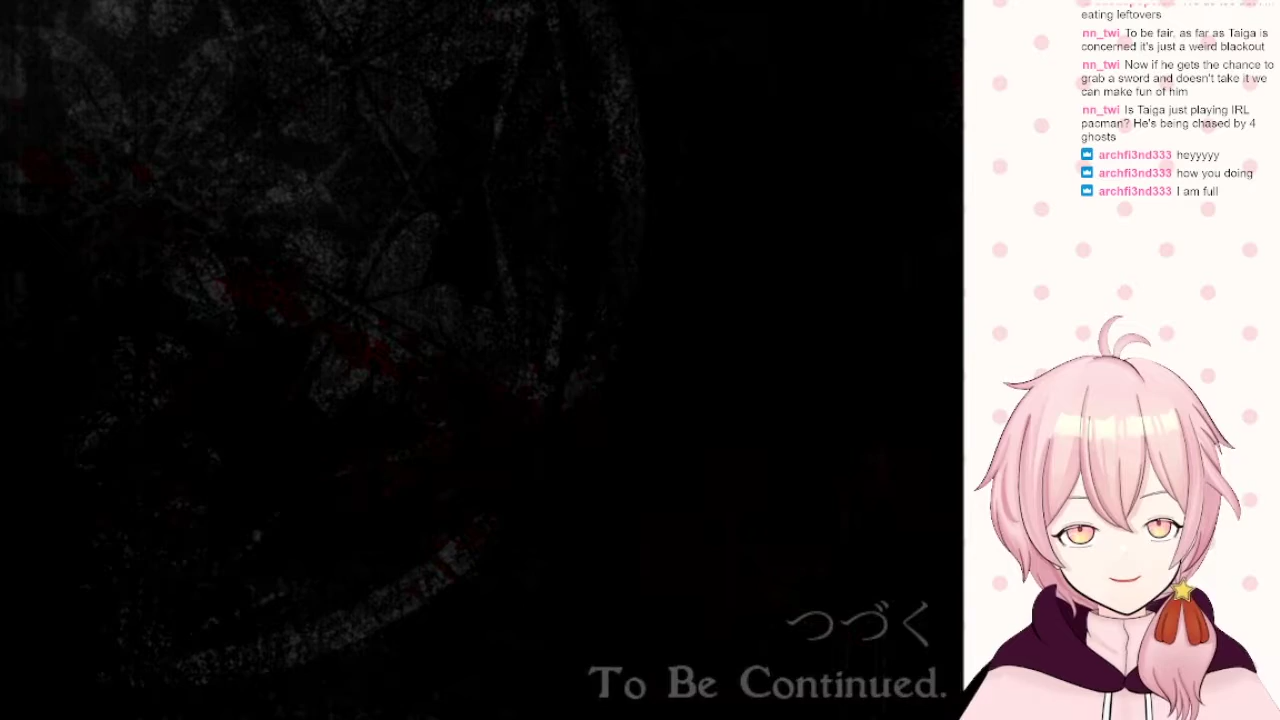 eating leftovers
nn_twi To be fair, as far as Taiga is
concerned it's just a weird blackout
nn_twi Now if he gets the chance to
grab a sword and doesn't take it we
can make fun of him
nn_twi Is Taiga just playing IRL
pacman? He's being chased by 4
ghosts
archfi3nd333 heyyyyy
archfi3nd333 how you doing
archfi3nd333 I am full
つづく
To Be Continued.